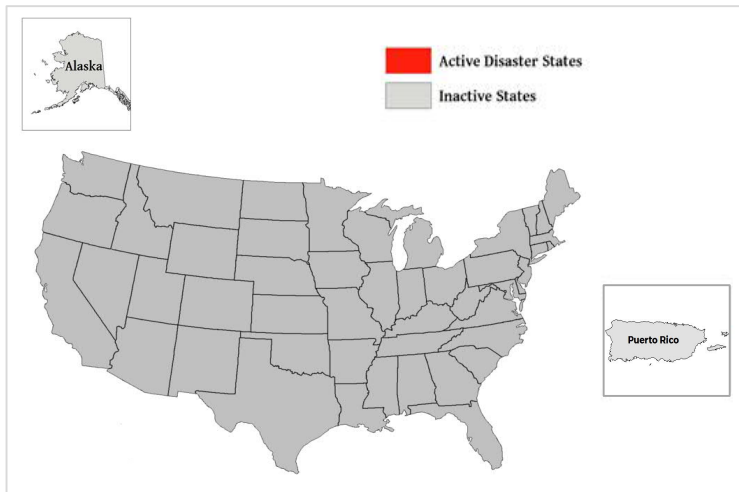 Alaska
Active Disaster States
Inactive States
Puerto Rico